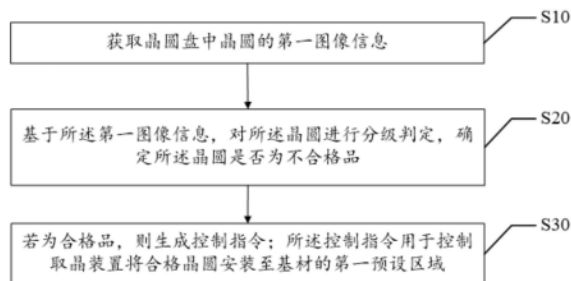 S10
获取晶圆盘中晶圆的第一图像信息
S20
基于所述第一图像信息，对所述晶圆进行分级判定，确
定所述晶圆是否为不合格品
S30
若为合格品，则生成控制指令；所述控制指令用于控制
取晶装置将合格晶圆安装至基材的第一预设区域